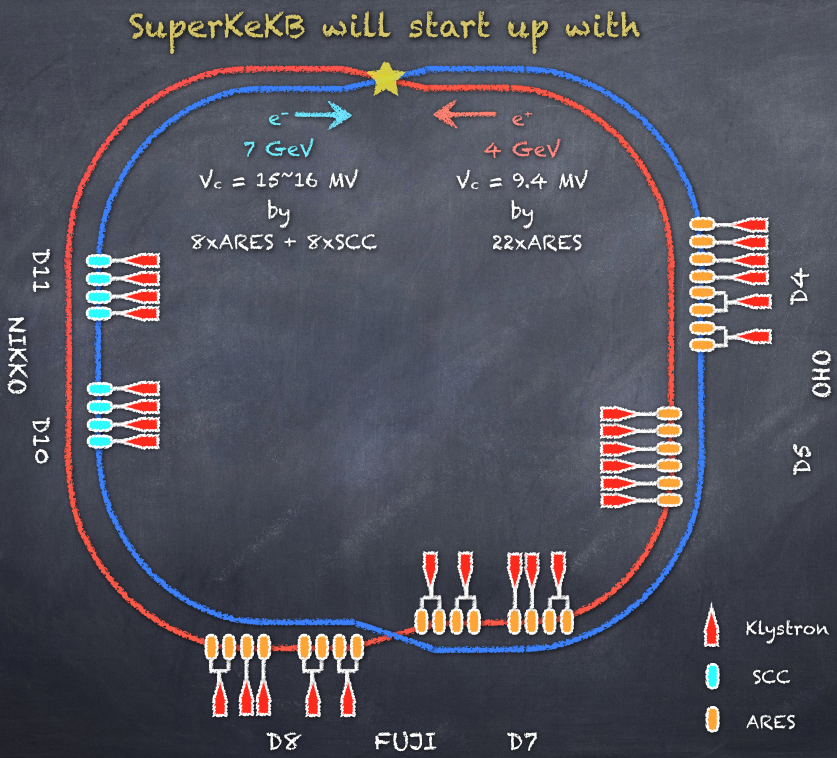 SuperKeKB will start up with
e⁻
7 GeV
Vc = 15~16 MV
by
8xARES + 8xSCC
e⁺
4 GeV
Vc = 9.4 MV
by
22xARES
D11
NIKKO
D10
D4
OHO
D5
Klystron
SCC
ARES
D8
FUJI
D7